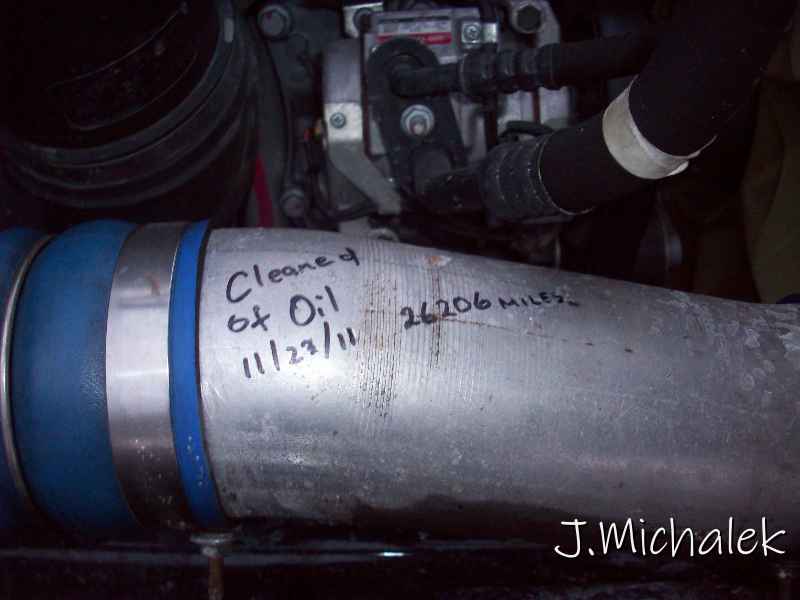 Cleaned
of Oil
11/23/11
26206 MILES.
J.Michalek